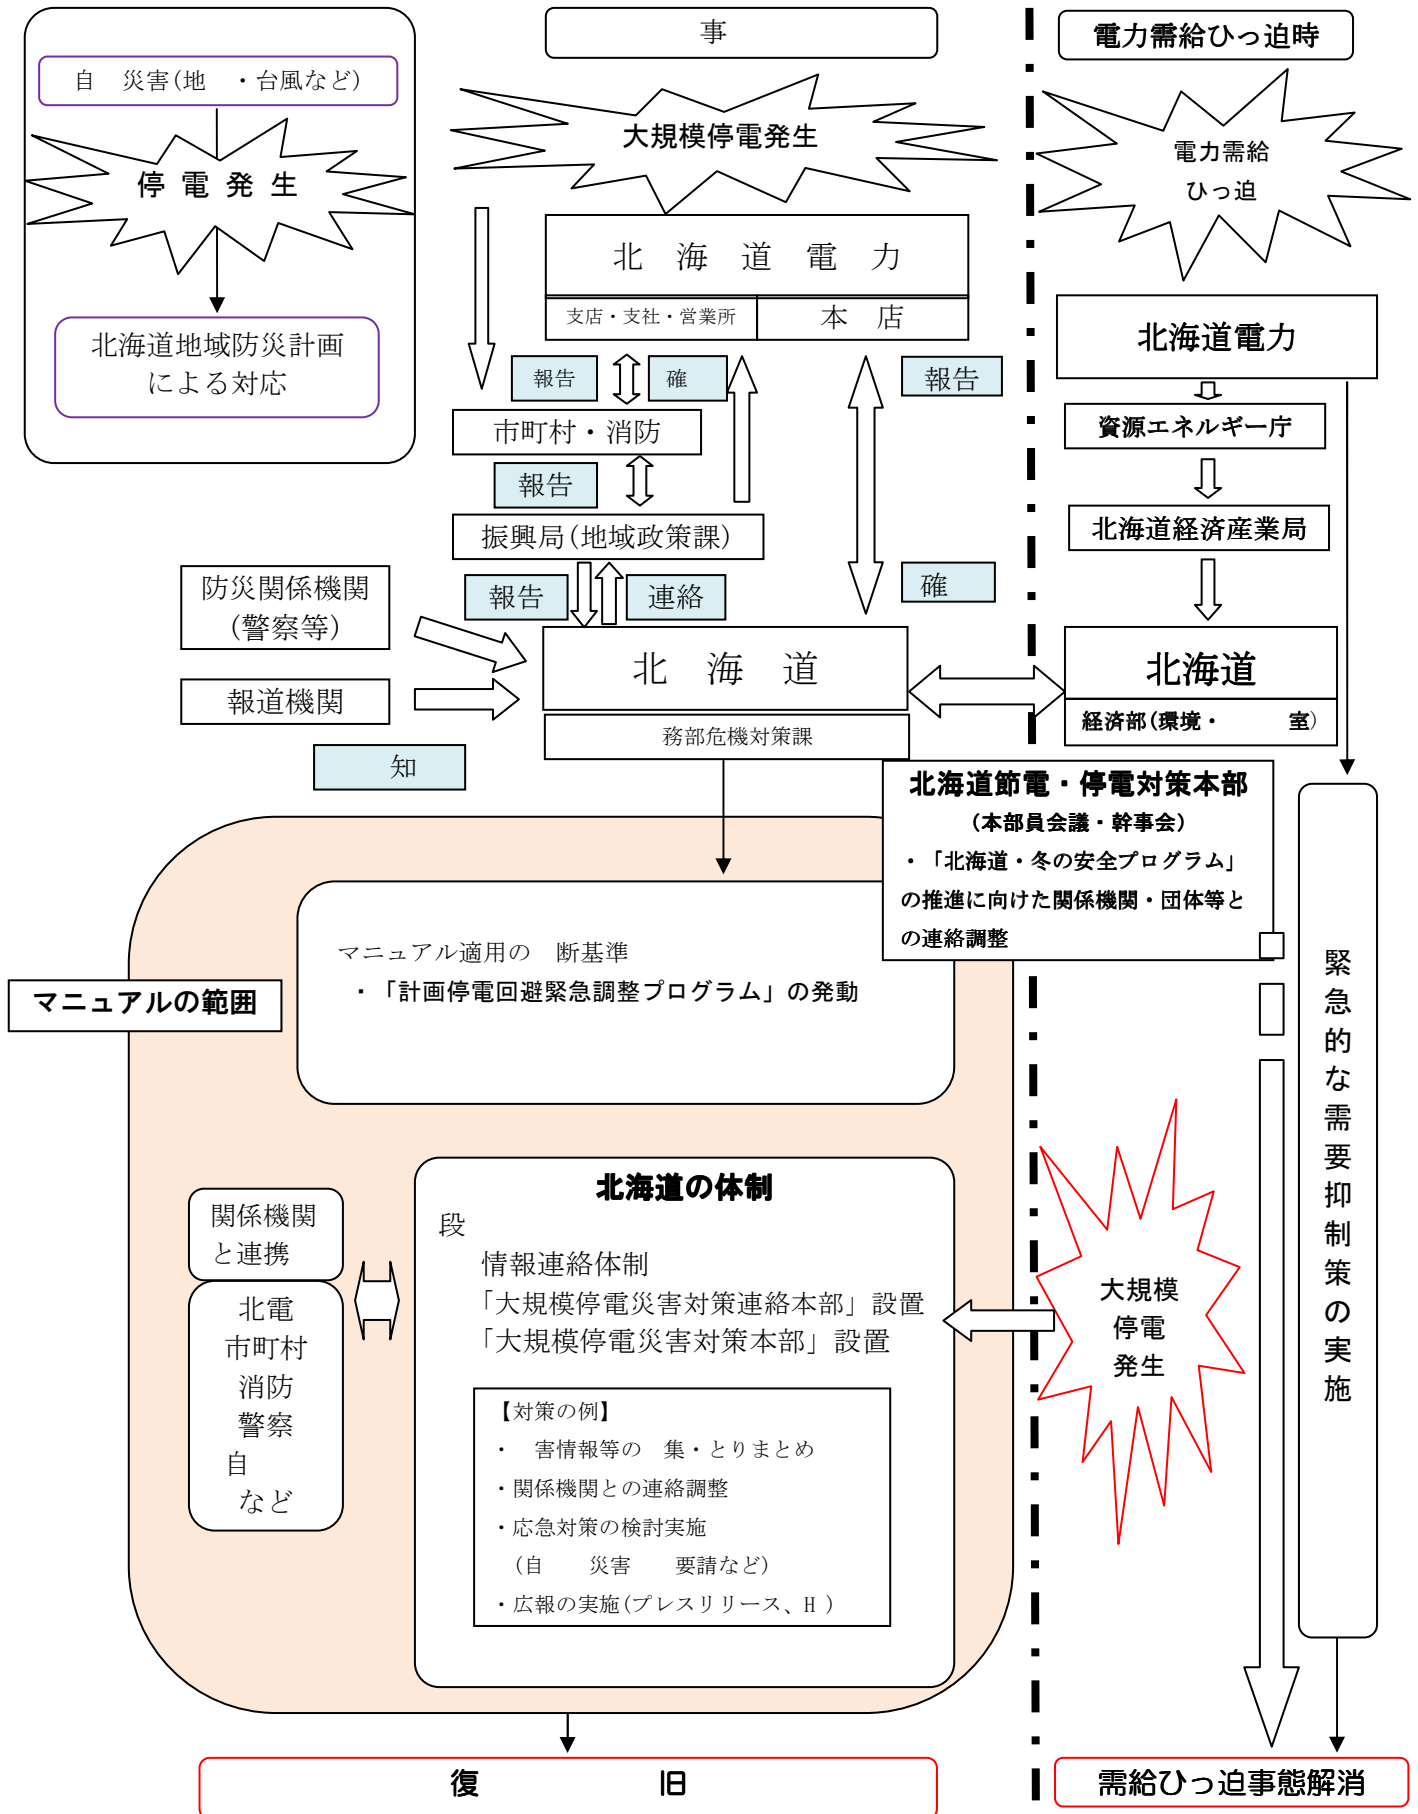 自　災害(地　・台風など)
停 電 発 生
北海道地域防災計画
による対応
事
大規模停電発生
北　海　道　電　力
支店・支社・営業所
本　店
報告
確
報告
市町村・消防
報告
振興局(地域政策課)
報告
連絡
確
防災関係機関
(警察等)
報道機関
知
北　海　道
務部危機対策課
電力需給ひっ迫時
電力需給
ひっ迫
北海道電力
資源エネルギー庁
北海道経済産業局
北海道
経済部(環境・　　　室)
北海道節電・停電対策本部
(本部員会議・幹事会)
・「北海道・冬の安全プログラム」
の推進に向けた関係機関・団体等と
の連絡調整
マニュアルの範囲
マニュアル適用の　断基準
・「計画停電回避緊急調整プログラム」の発動
北海道の体制
段
情報連絡体制
「大規模停電災害対策連絡本部」設置
「大規模停電災害対策本部」設置
【対策の例】
・　害情報等の　集・とりまとめ
・関係機関との連絡調整
・応急対策の検討実施
(自　　災害　　要請など)
・広報の実施(プレスリリース、H )
関係機関
と連携
北電
市町村
消防
警察
自
など
大規模
停電
発生
緊急的な需要抑制策の実施
復　　　　　旧
需給ひっ迫事態解消